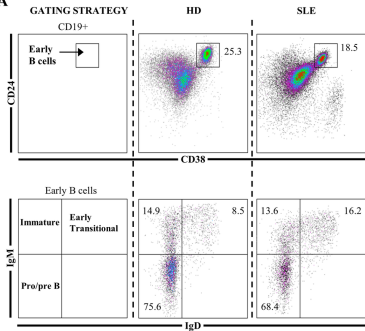 A
GATING STRATEGY
HD
SLE
CD19+
Early
B cells
25.3
18.5
CD24
CD38
Early B cells
Immature
Early
Transitional
Pro/pre B
14.9
8.5
75.6
13.6
16.2
68.4
IgM
IgD